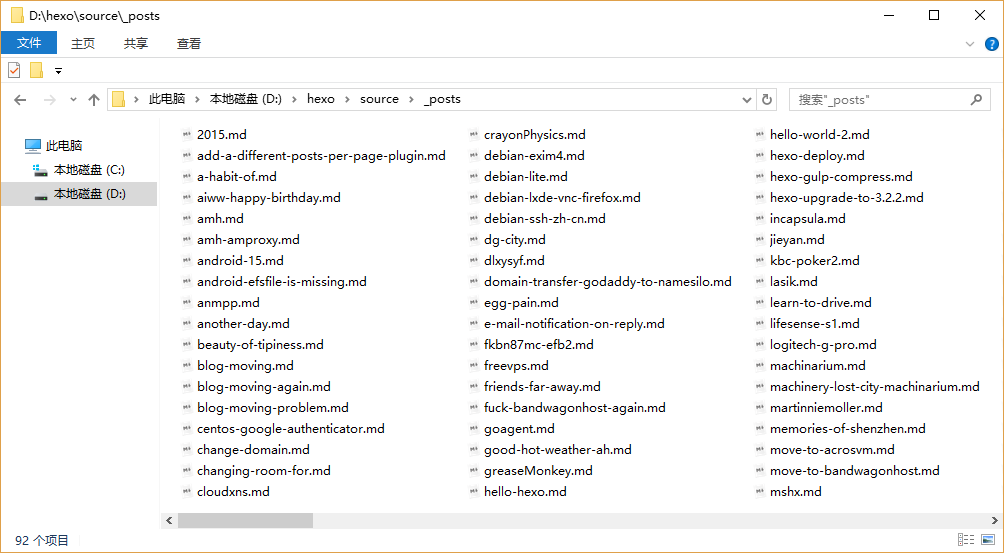 D:\hexo\source\_posts
文件 主页 共享 查看
此电脑 本地磁盘 (D:) hexo source _posts 搜索"_posts"
此电脑
本地磁盘 (C:)
本地磁盘 (D:)
2015.md
add-a-different-posts-per-page-plugin.md
a-habit-of.md
aiww-happy-birthday.md
amh.md
amh-amproxy.md
android-15.md
android-efsfile-is-missing.md
anmpp.md
another-day.md
beauty-of-tipiness.md
blog-moving.md
blog-moving-again.md
blog-moving-problem.md
centos-google-authenticator.md
change-domain.md
changing-room-for.md
cloudxns.md
crayonPhysics.md
debian-exim4.md
debian-lite.md
debian-lxde-vnc-firefox.md
debian-ssh-zh-cn.md
dg-city.md
dlxysyf.md
domain-transfer-godaddy-to-namesilo.md
egg-pain.md
e-mail-notification-on-reply.md
fkbn87mc-efb2.md
freevps.md
friends-far-away.md
fuck-bandwagonhost-again.md
goagent.md
good-hot-weather-ah.md
greaseMonkey.md
hello-hexo.md
hello-world-2.md
hexo-deploy.md
hexo-gulp-compress.md
hexo-upgrade-to-3.2.2.md
incapsula.md
jieyan.md
kbc-poker2.md
lasik.md
learn-to-drive.md
lifesense-s1.md
logitech-g-pro.md
machinarium.md
machinery-lost-city-machinarium.md
martinniemoller.md
memories-of-shenzhen.md
move-to-acrosvm.md
move-to-bandwagonhost.md
mshx.md
92 个项目